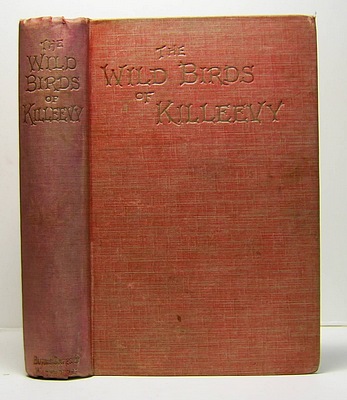 THE
WILD
BIRDS
OF
KILLEEVY
THE
WILD BIRDS
OF
KILLEEVY